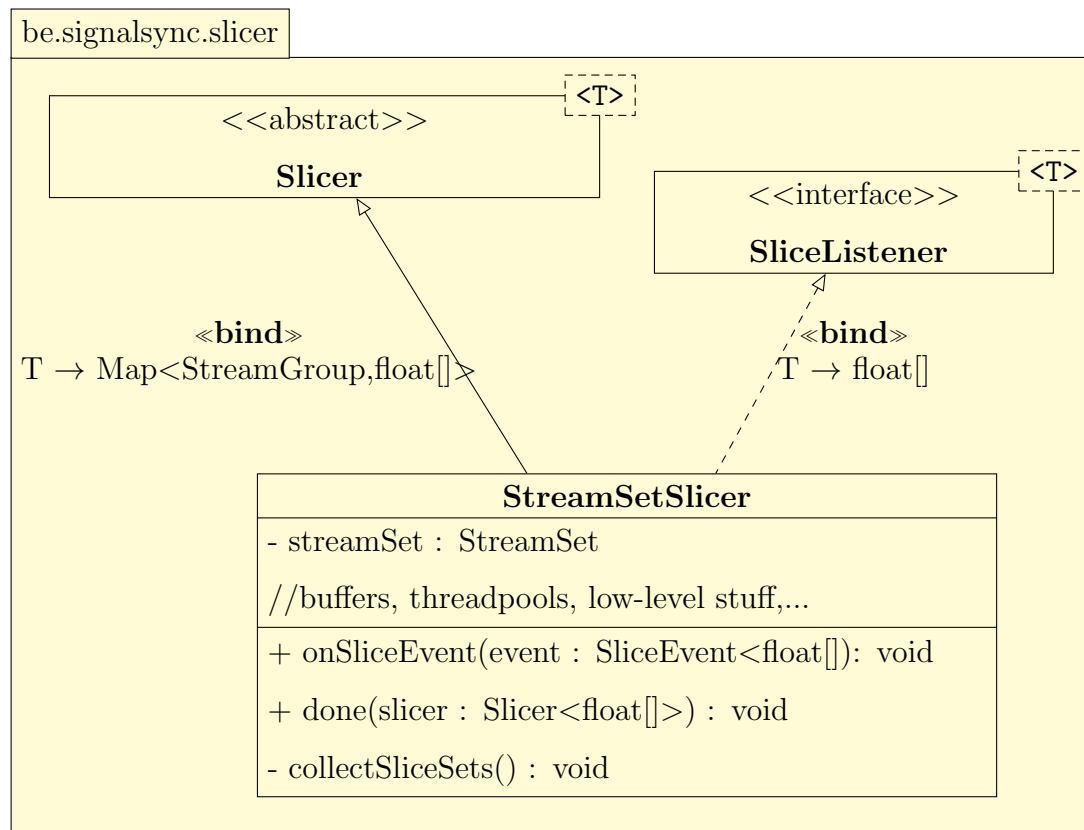 be.signalsync.slicer
<T>
<<abstract>>
Slicer
<T>
<<interface>>
SliceListener
«bind»
T → Map<StreamGroup,float[]>
«bind»
T → float[]
StreamSetSlicer
- streamSet : StreamSet
//buffers, threadpools, low-level stuff,...
+ onSliceEvent(event : SliceEvent<float[]): void
+ done(slicer : Slicer<float[]>) : void
- collectSliceSets() : void